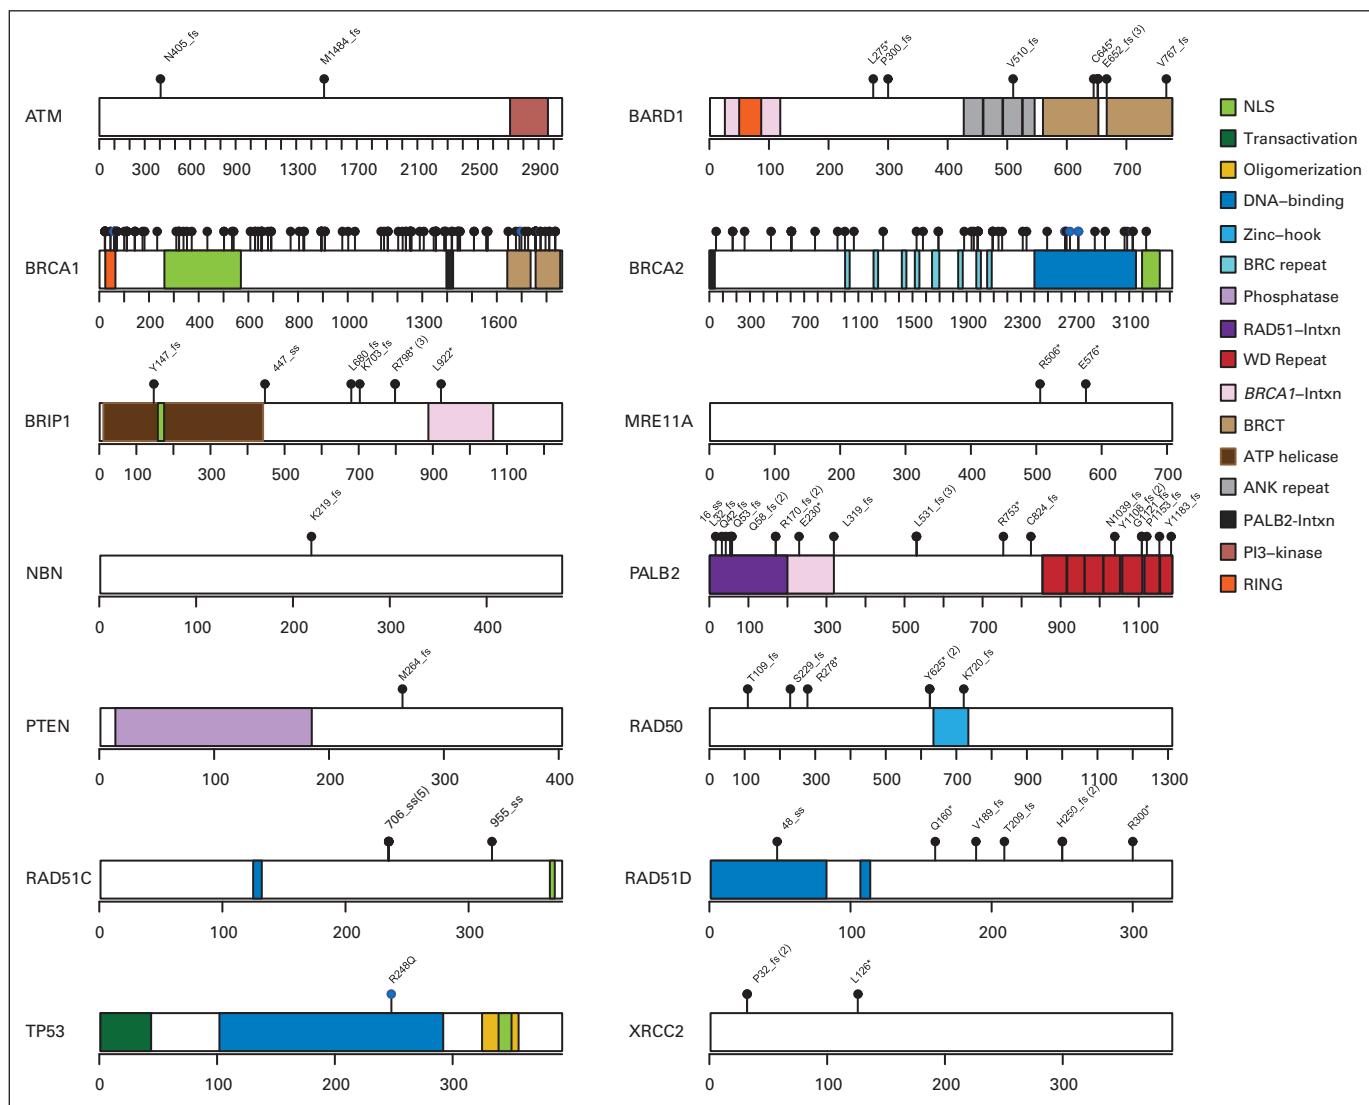 N405_fs
M1484_fs
ATM
0 300 600 900 1300 1700 2100 2500 2900
L275*
P300_fs
V510_fs
C645*
E652_fs (3)
V767_fs
BARD1
0 100 200 300 400 500 600 700
BRCA1
0 200 400 600 800 1000 1200 1400 1600
BRCA2
0 300 700 1100 1500 1900 2300 2700 3100
Y147_fs
447_ss
L680_fs
K703_fs
R798* (3)
L922*
BRIP1
0 100 300 500 700 900 1100
R506*
E576*
MRE11A
0 100 200 300 400 500 600 700
K219_fs
NBN
0 100 200 300 400
16_ss
L32_fs
Q42_fs
Q53_fs
Q58_fs (2)
R170_fs (2)
E230*
L319_fs
L531_fs (3)
R753*
C824_fs
N1039_fs
Y1108_fs (2)
G1121_fs
P1153_fs
Y1183_fs
PALB2
0 100 300 500 700 900 1100
M264_fs
PTEN
0 100 200 300 400
T109_fs
S229_fs
R278*
Y625* (2)
K720_fs
RAD50
0 100 300 500 700 900 1100 1300
706_ss(5)
955_ss
RAD51C
0 100 200 300
48_ss
Q160*
V189_fs
T209_fs
H250_fs (2)
R300*
RAD51D
0 100 200 300
R248Q
TP53
0 100 200 300
P32_fs (2)
L126*
XRCC2
0 100 200 300
NLS
Transactivation
Oligomerization
DNA–binding
Zinc–hook
BRC repeat
Phosphatase
RAD51–Intxn
WD Repeat
BRCA1–Intxn
BRCT
ATP helicase
ANK repeat
PALB2-Intxn
PI3–kinase
RING